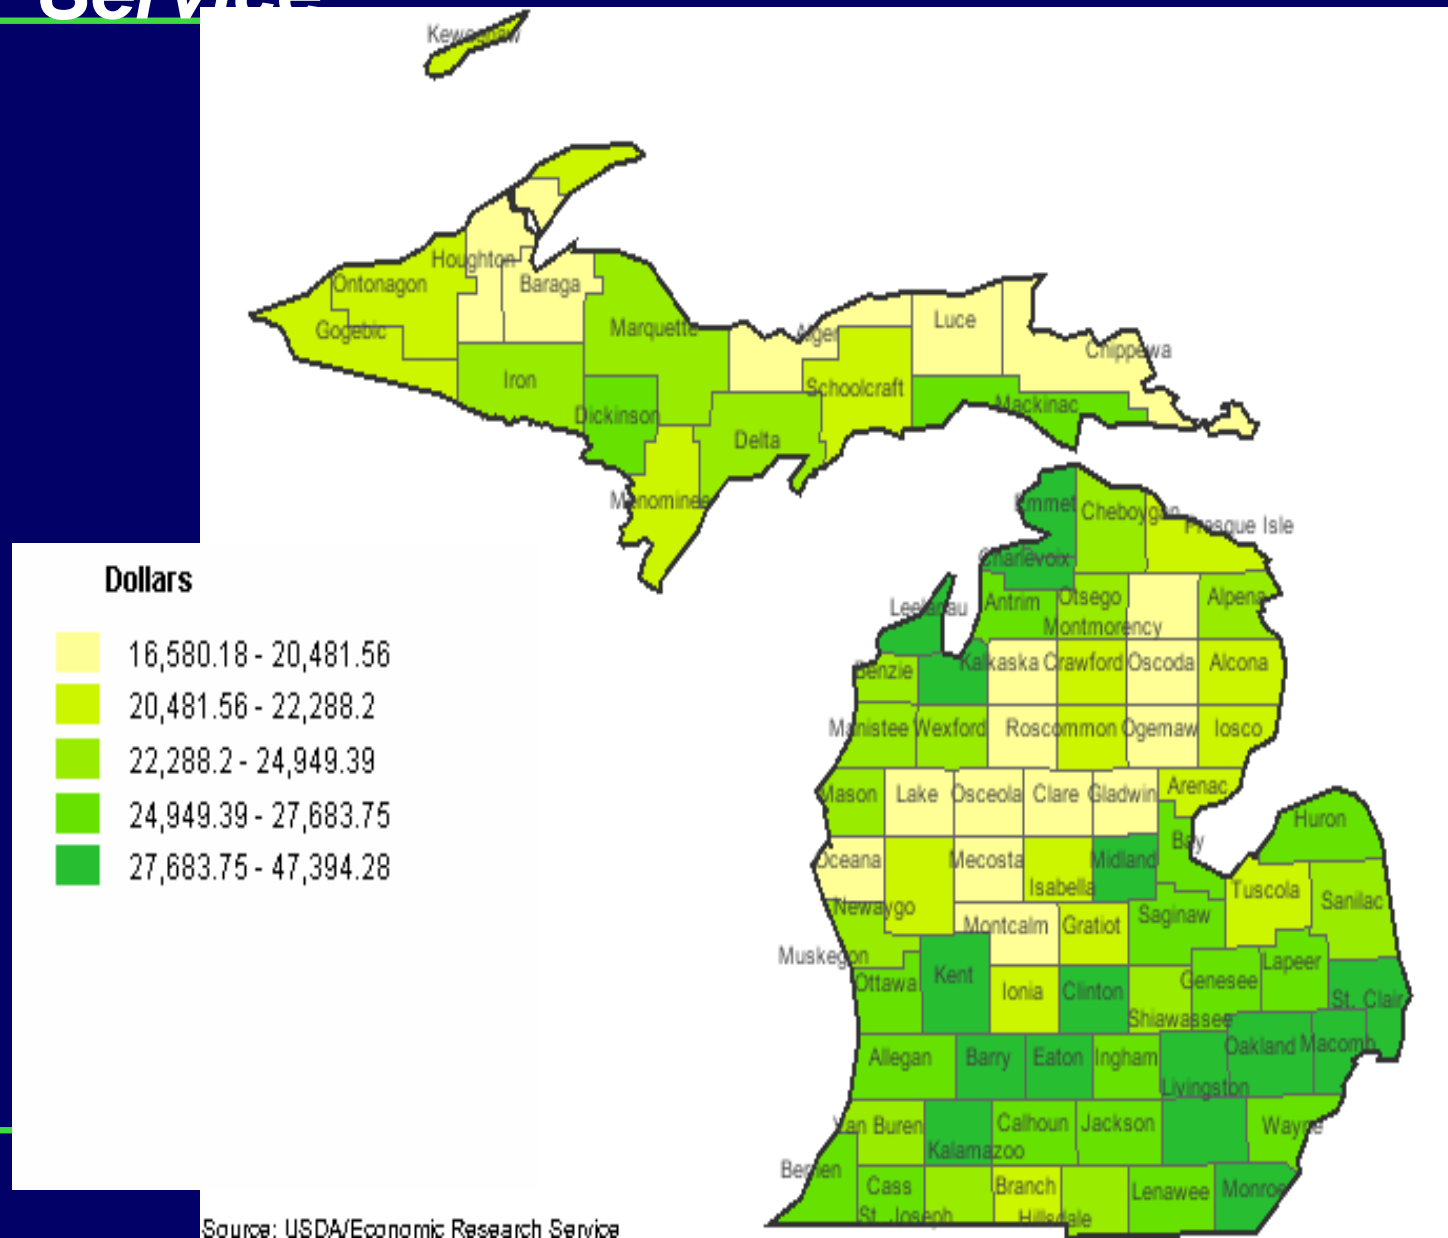 Service
Keweenaw
Houghton
Ontonagon
Baraga
Gogebic
Marquette
Alger
Luce
Chippewa
Iron
Schoolcraft
Dickinson
Mackinac
Delta
Menominee
Emmet
Cheboygan
Presque Isle
Charlevoix
Leelanau
Antrim
Otsego
Alpena
Montmorency
Benzie
Kalkaska
Crawford
Oscoda
Alcona
Manistee
Wexford
Roscommon
Ogemaw
Iosco
Mason
Lake
Osceola
Clare
Gladwin
Arenac
Huron
Bay
Oceana
Mecosta
Midland
Isabella
Tuscola
Sanilac
Newaygo
Montcalm
Gratiot
Saginaw
Muskegon
Ottawa
Kent
Ionia
Clinton
Genesee
Lapeer
St. Clair
Shiawassee
Allegan
Barry
Eaton
Ingham
Oakland
Macomb
Livingston
Van Buren
Kalamazoo
Calhoun
Jackson
Wayne
Berrien
Cass
Branch
Lenawee
Monroe
St. Joseph
Hillsdale
Dollars
16,580.18 - 20,481.56
20,481.56 - 22,288.2
22,288.2 - 24,949.39
24,949.39 - 27,683.75
27,683.75 - 47,394.28
Source: USDA/Economic Research Service